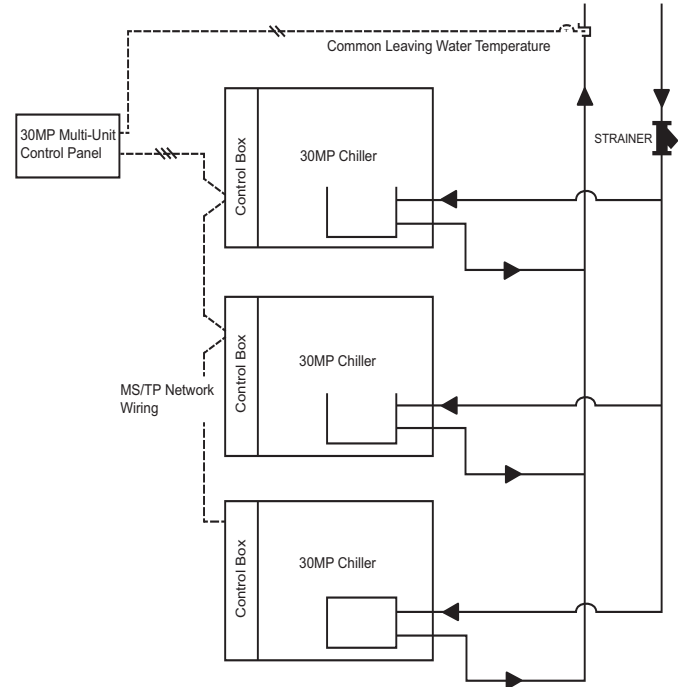 Common Leaving Water Temperature
30MP Multi-Unit
Control Panel
STRAINER
Control Box
30MP Chiller
Control Box
30MP Chiller
MS/TP Network
Wiring
Control Box
30MP Chiller